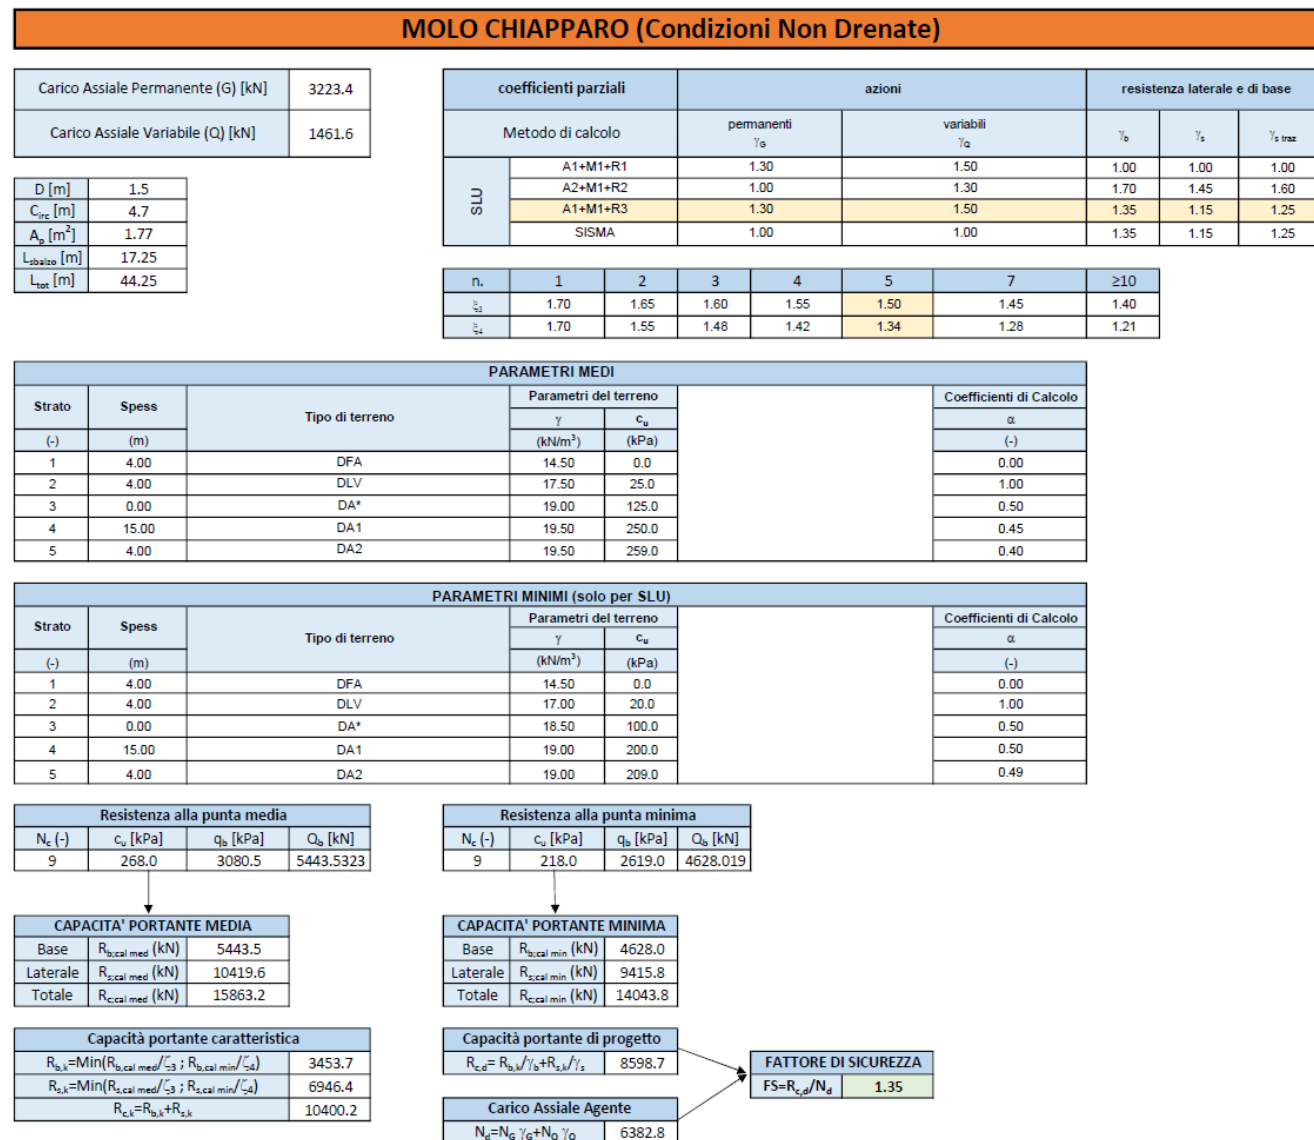 MOLO CHIAPPARO (Condizioni Non Drenate)
Carico Assiale Permanente (G) [kN] 3223.4
Carico Assiale Variabile (Q) [kN] 1461.6
coefficienti parziali azioni resistenza laterale e di base
Metodo di calcolo permanenti γG variabili γQ γb γs γs traz
SLU
A1+M1+R1 1.30 1.50 1.00 1.00 1.00
A2+M1+R2 1.00 1.30 1.70 1.45 1.60
A1+M1+R3 1.30 1.50 1.35 1.15 1.25
SISMA 1.00 1.00 1.35 1.15 1.25
D [m] 1.5
Circ [m] 4.7
Ap [m2] 1.77
Lsbalzo [m] 17.25
Ltot [m] 44.25
n. 1 2 3 4 5 7 ≥10
ξ3 1.70 1.65 1.60 1.55 1.50 1.45 1.40
ξ4 1.70 1.55 1.48 1.42 1.34 1.28 1.21
PARAMETRI MEDI
Strato Spess Tipo di terreno Parametri del terreno Coefficienti di Calcolo
γ cu α
(-) (m) (kN/m3) (kPa) (-)
1 4.00 DFA 14.50 0.0 0.00
2 4.00 DLV 17.50 25.0 1.00
3 0.00 DA* 19.00 125.0 0.50
4 15.00 DA1 19.50 250.0 0.45
5 4.00 DA2 19.50 259.0 0.40
PARAMETRI MINIMI (solo per SLU)
Strato Spess Tipo di terreno Parametri del terreno Coefficienti di Calcolo
γ cu α
(-) (m) (kN/m3) (kPa) (-)
1 4.00 DFA 14.50 0.0 0.00
2 4.00 DLV 17.00 20.0 1.00
3 0.00 DA* 18.50 100.0 0.50
4 15.00 DA1 19.00 200.0 0.50
5 4.00 DA2 19.00 209.0 0.49
Resistenza alla punta media
Nc (-) cu [kPa] qb [kPa] Qb [kN]
9 268.0 3080.5 5443.5323
Resistenza alla punta minima
Nc (-) cu [kPa] qb [kPa] Qb [kN]
9 218.0 2619.0 4628.019
CAPACITA' PORTANTE MEDIA
Base Rb;cal med (kN) 5443.5
Laterale Rs;cal med (kN) 10419.6
Totale Rc;cal med (kN) 15863.2
CAPACITA' PORTANTE MINIMA
Base Rb;cal min (kN) 4628.0
Laterale Rs;cal min (kN) 9415.8
Totale Rc;cal min (kN) 14043.8
Capacità portante caratteristica
Rb,k=Min(Rb,cal med/ζ3 ; Rb,cal min/ζ4) 3453.7
Rs,k=Min(Rs,cal med/ζ3 ; Rs,cal min/ζ4) 6946.4
Rc,k=Rb,k+Rs,k 10400.2
Capacità portante di progetto
Rc,d= Rb,k/γb+Rs,k/γs 8598.7
Carico Assiale Agente
Nd=NG γG+NQ γQ 6382.8
FATTORE DI SICUREZZA
FS=Rc,d/Nd 1.35